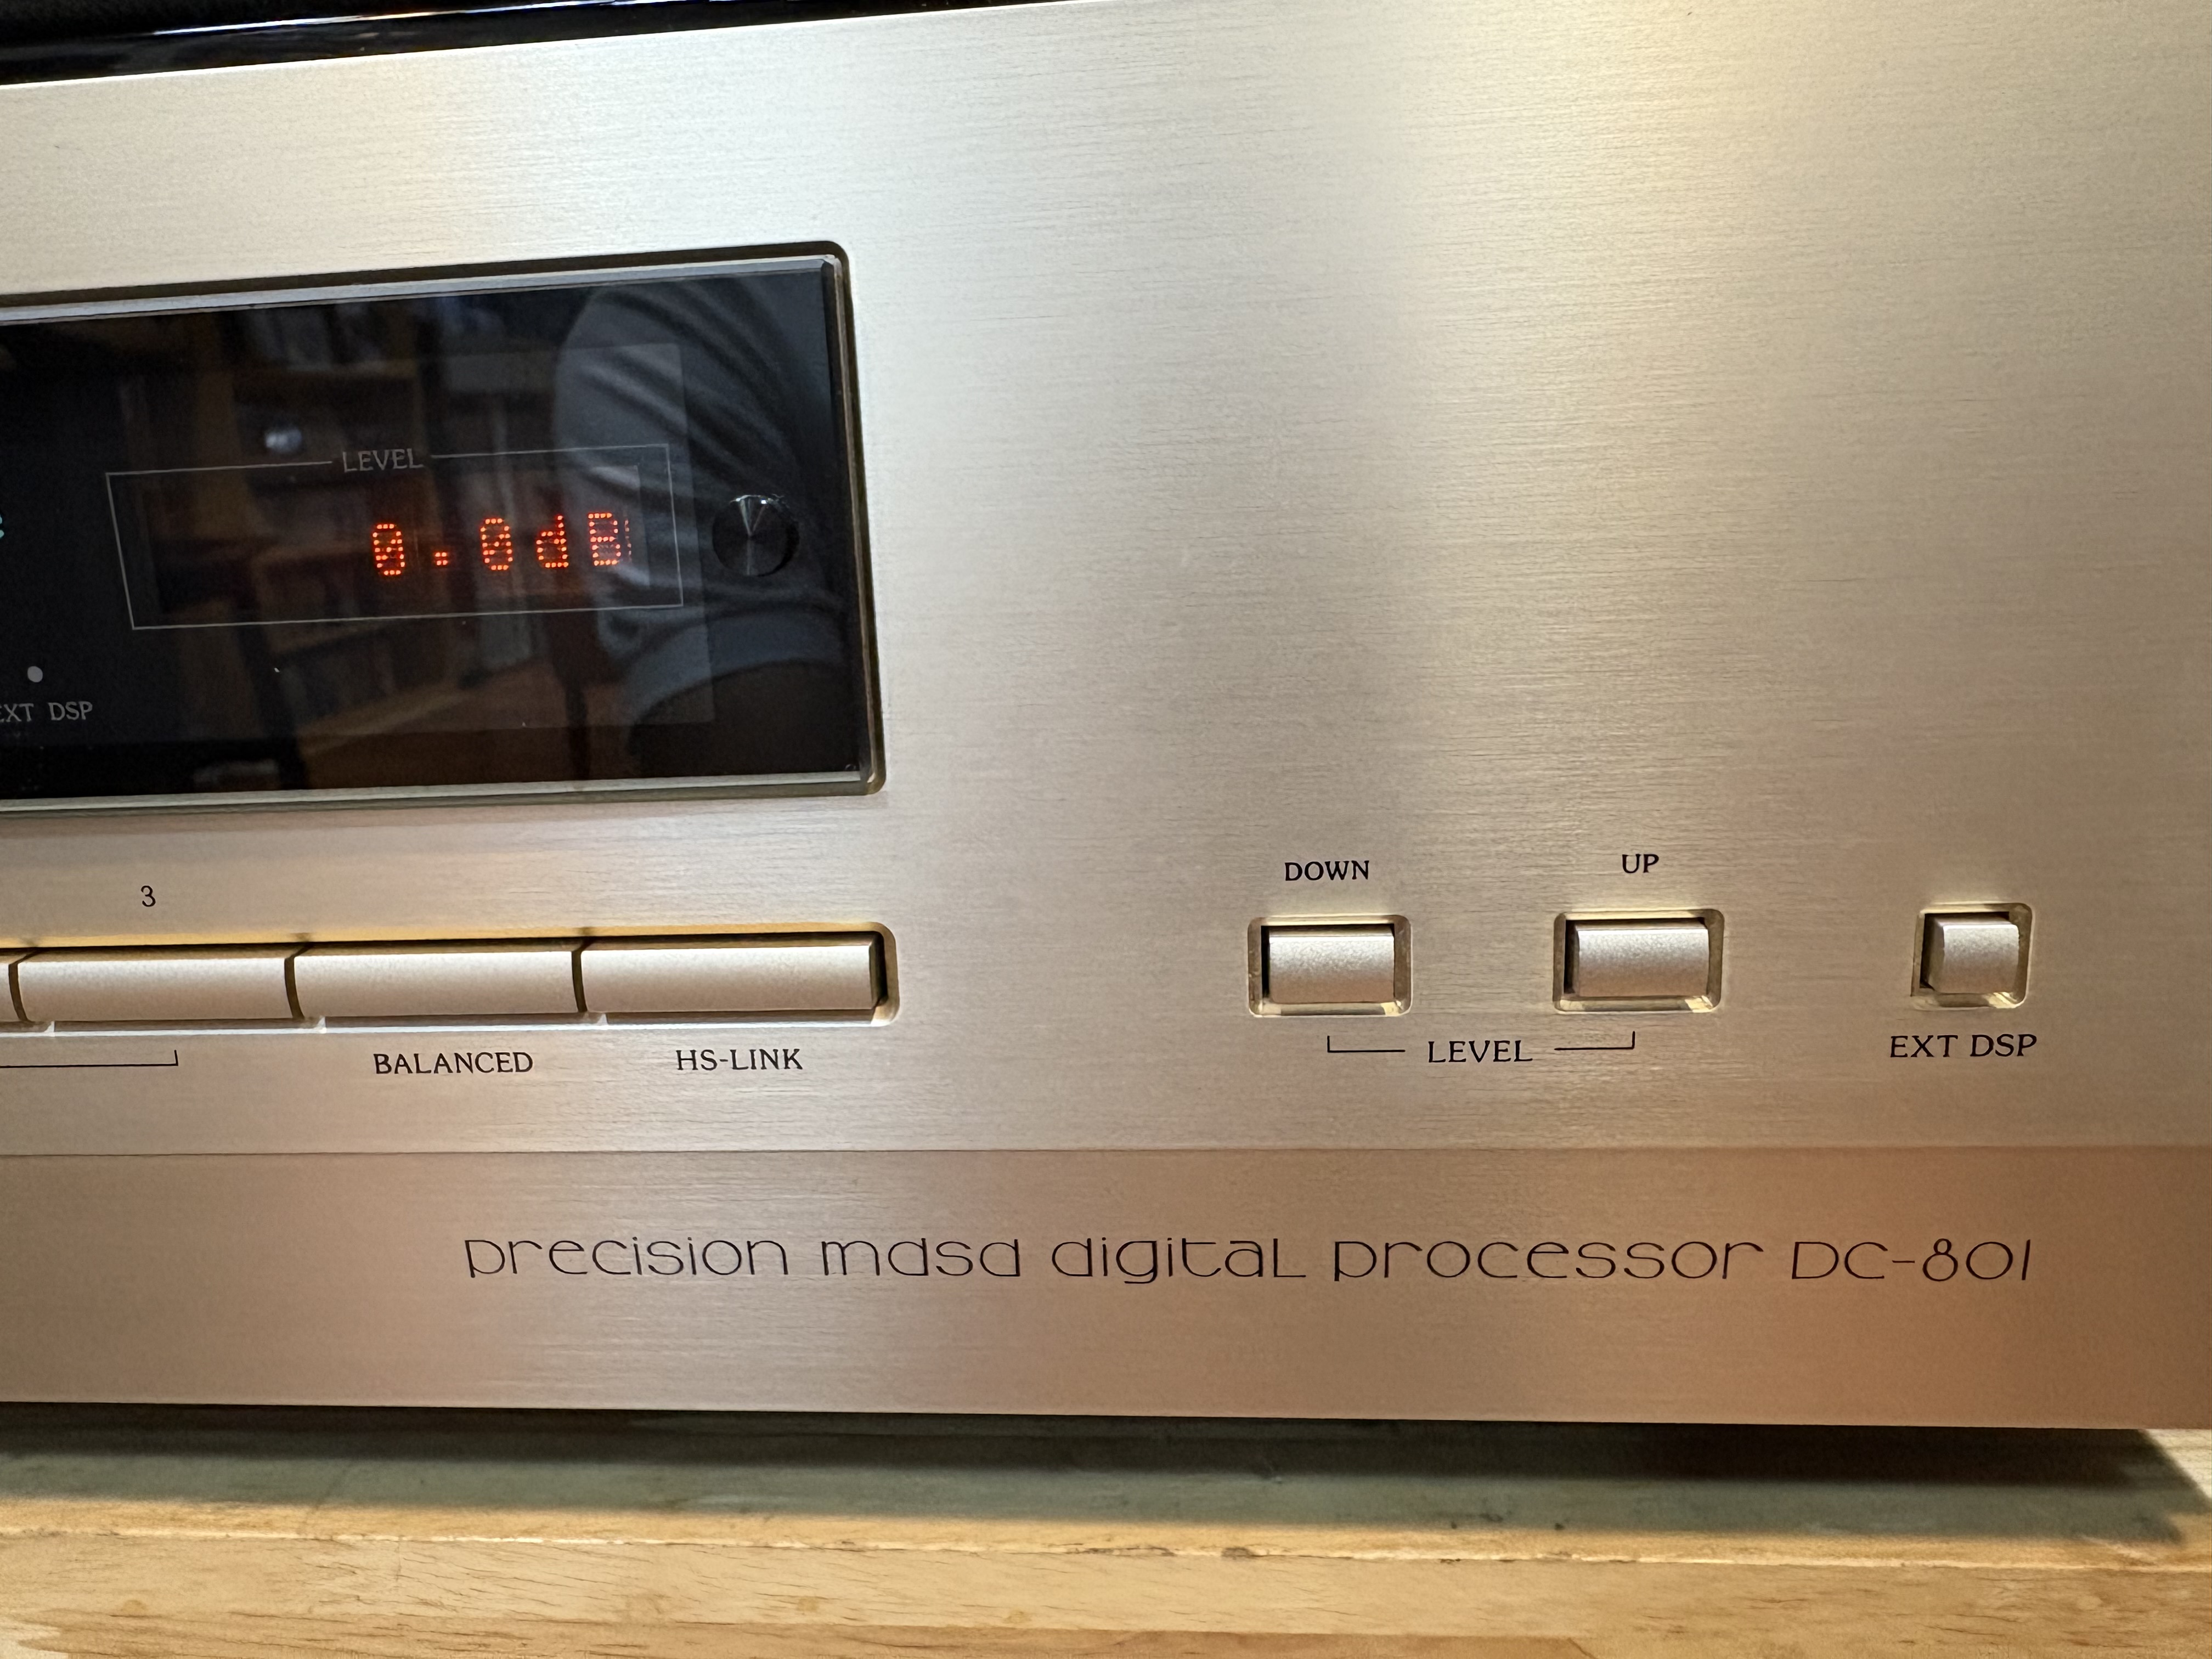 LEVEL
0.0dB
EXT DSP
3
DOWN
UP
BALANCED
HS-LINK
LEVEL
EXT DSP
precision mdsd digital processor DC-801